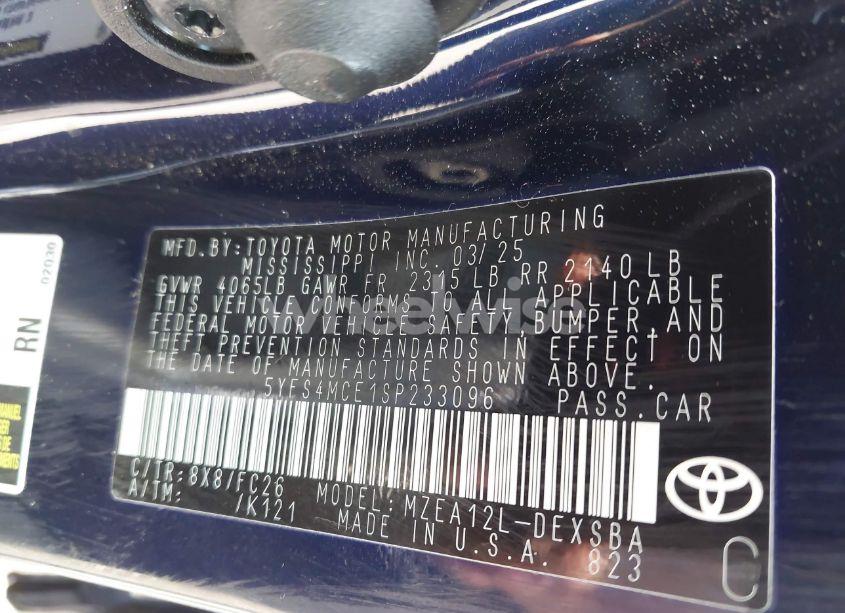 MFD.BY:TOYOTA MOTOR MANUFACTURING
MISSISSIPPI INC. 03/25
GVWR 4065LB GAWR FR 2315 LB RR 2140 LB
THIS VEHICLE CONFORMS TO ALL APPLICABLE
FEDERAL MOTOR VEHICLE SAFETY,BUMPER,AND
THEFT PREVENTION STANDARDS IN EFFECT ON
THE DATE OF MANUFACTURE SHOWN ABOVE.
5YFS4MCE1SP233096 PASS.CAR
C/TR:8X8/FC26 MODEL:MZEA12L-DEXSBA
A/TM: /K121 MADE IN U.S.A. 823
C
02030
RN
wheelwise